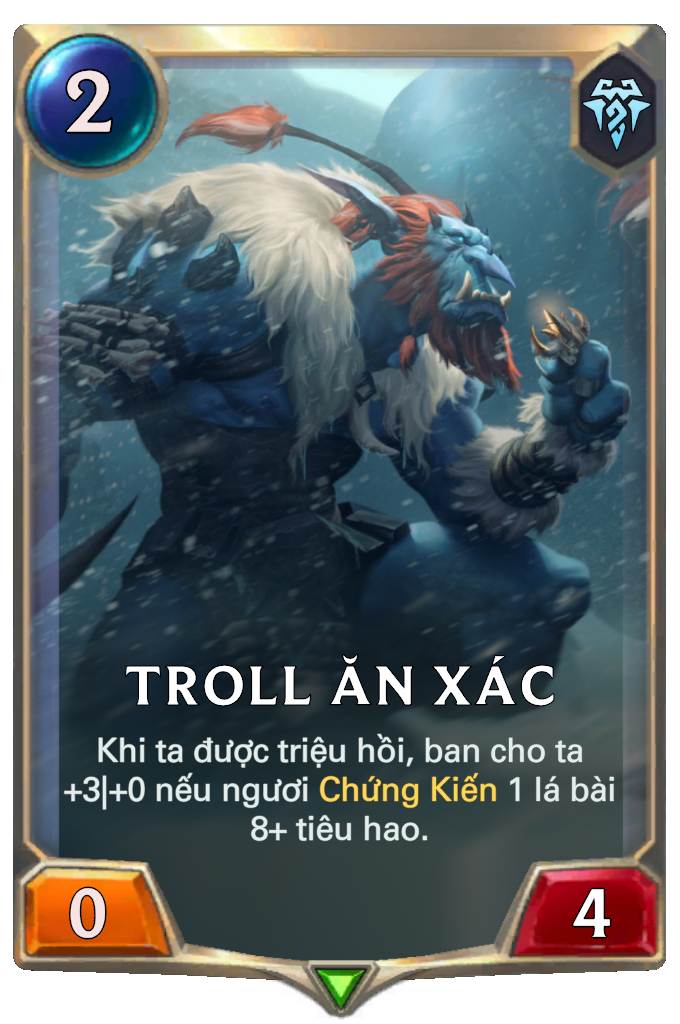 2
TROLL ĂN XÁC
Khi ta được triệu hồi, ban cho ta
+3|+0 nếu ngươi Chứng Kiến 1 lá bài
8+ tiêu hao.
0
4